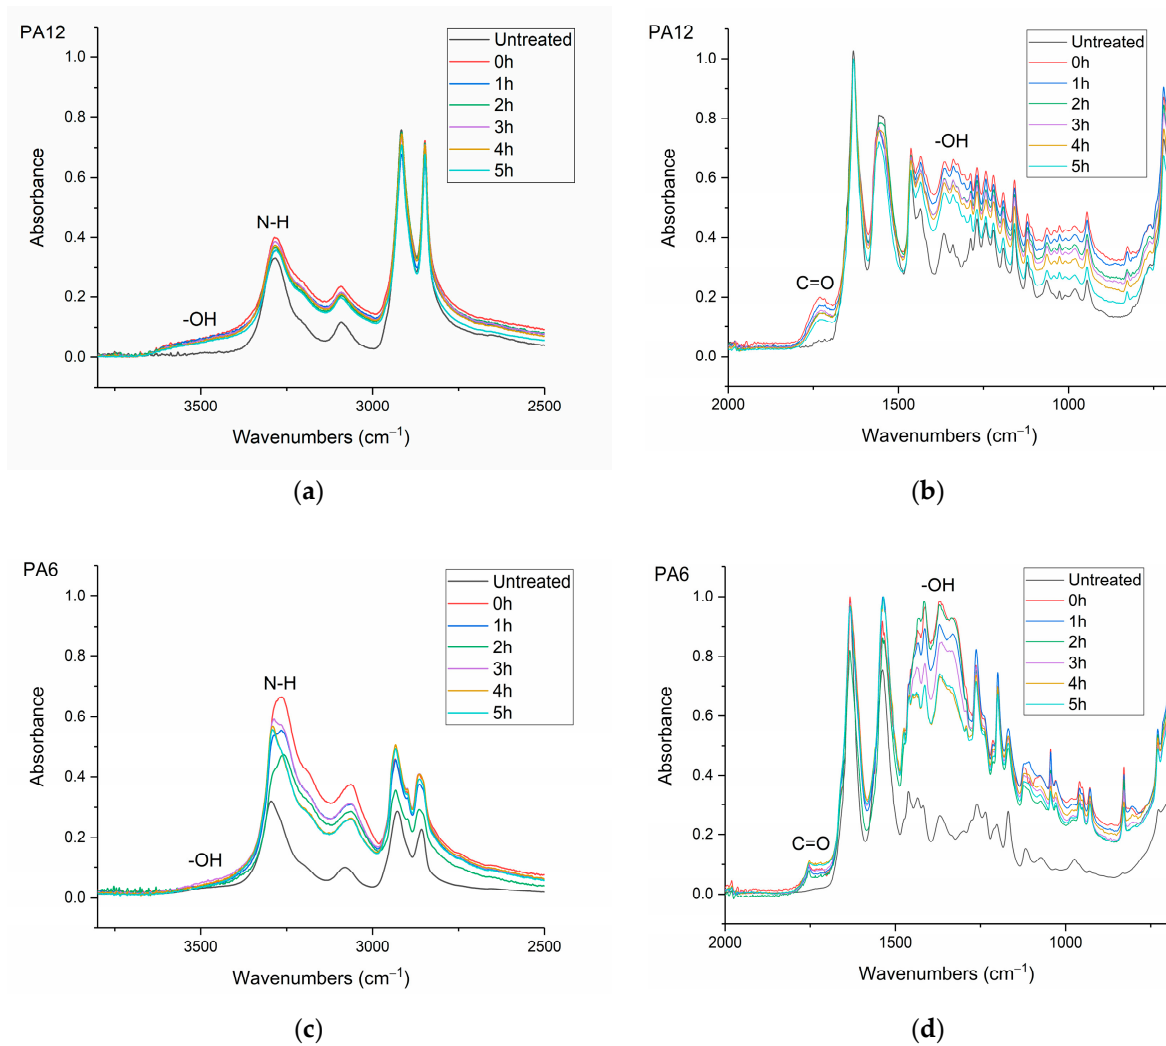 PA12
Untreated
0h
1h
2h
3h
4h
5h
1.0
0.8
0.6
0.4
0.2
0.0
Absorbance
N-H
-OH
3500
3000
2500
Wavenumbers (cm⁻¹)
(a)
PA12
Untreated
0h
1h
2h
3h
4h
5h
1.0
0.8
0.6
0.4
0.2
0.0
Absorbance
-OH
C=O
2000
1500
1000
Wavenumbers (cm⁻¹)
(b)
PA6
Untreated
0h
1h
2h
3h
4h
5h
1.0
0.8
0.6
0.4
0.2
0.0
Absorbance
N-H
-OH
3500
3000
2500
Wavenumbers (cm⁻¹)
(c)
PA6
Untreated
0h
1h
2h
3h
4h
5h
1.0
0.8
0.6
0.4
0.2
0.0
Absorbance
-OH
C=O
2000
1500
1000
Wavenumbers (cm⁻¹)
(d)